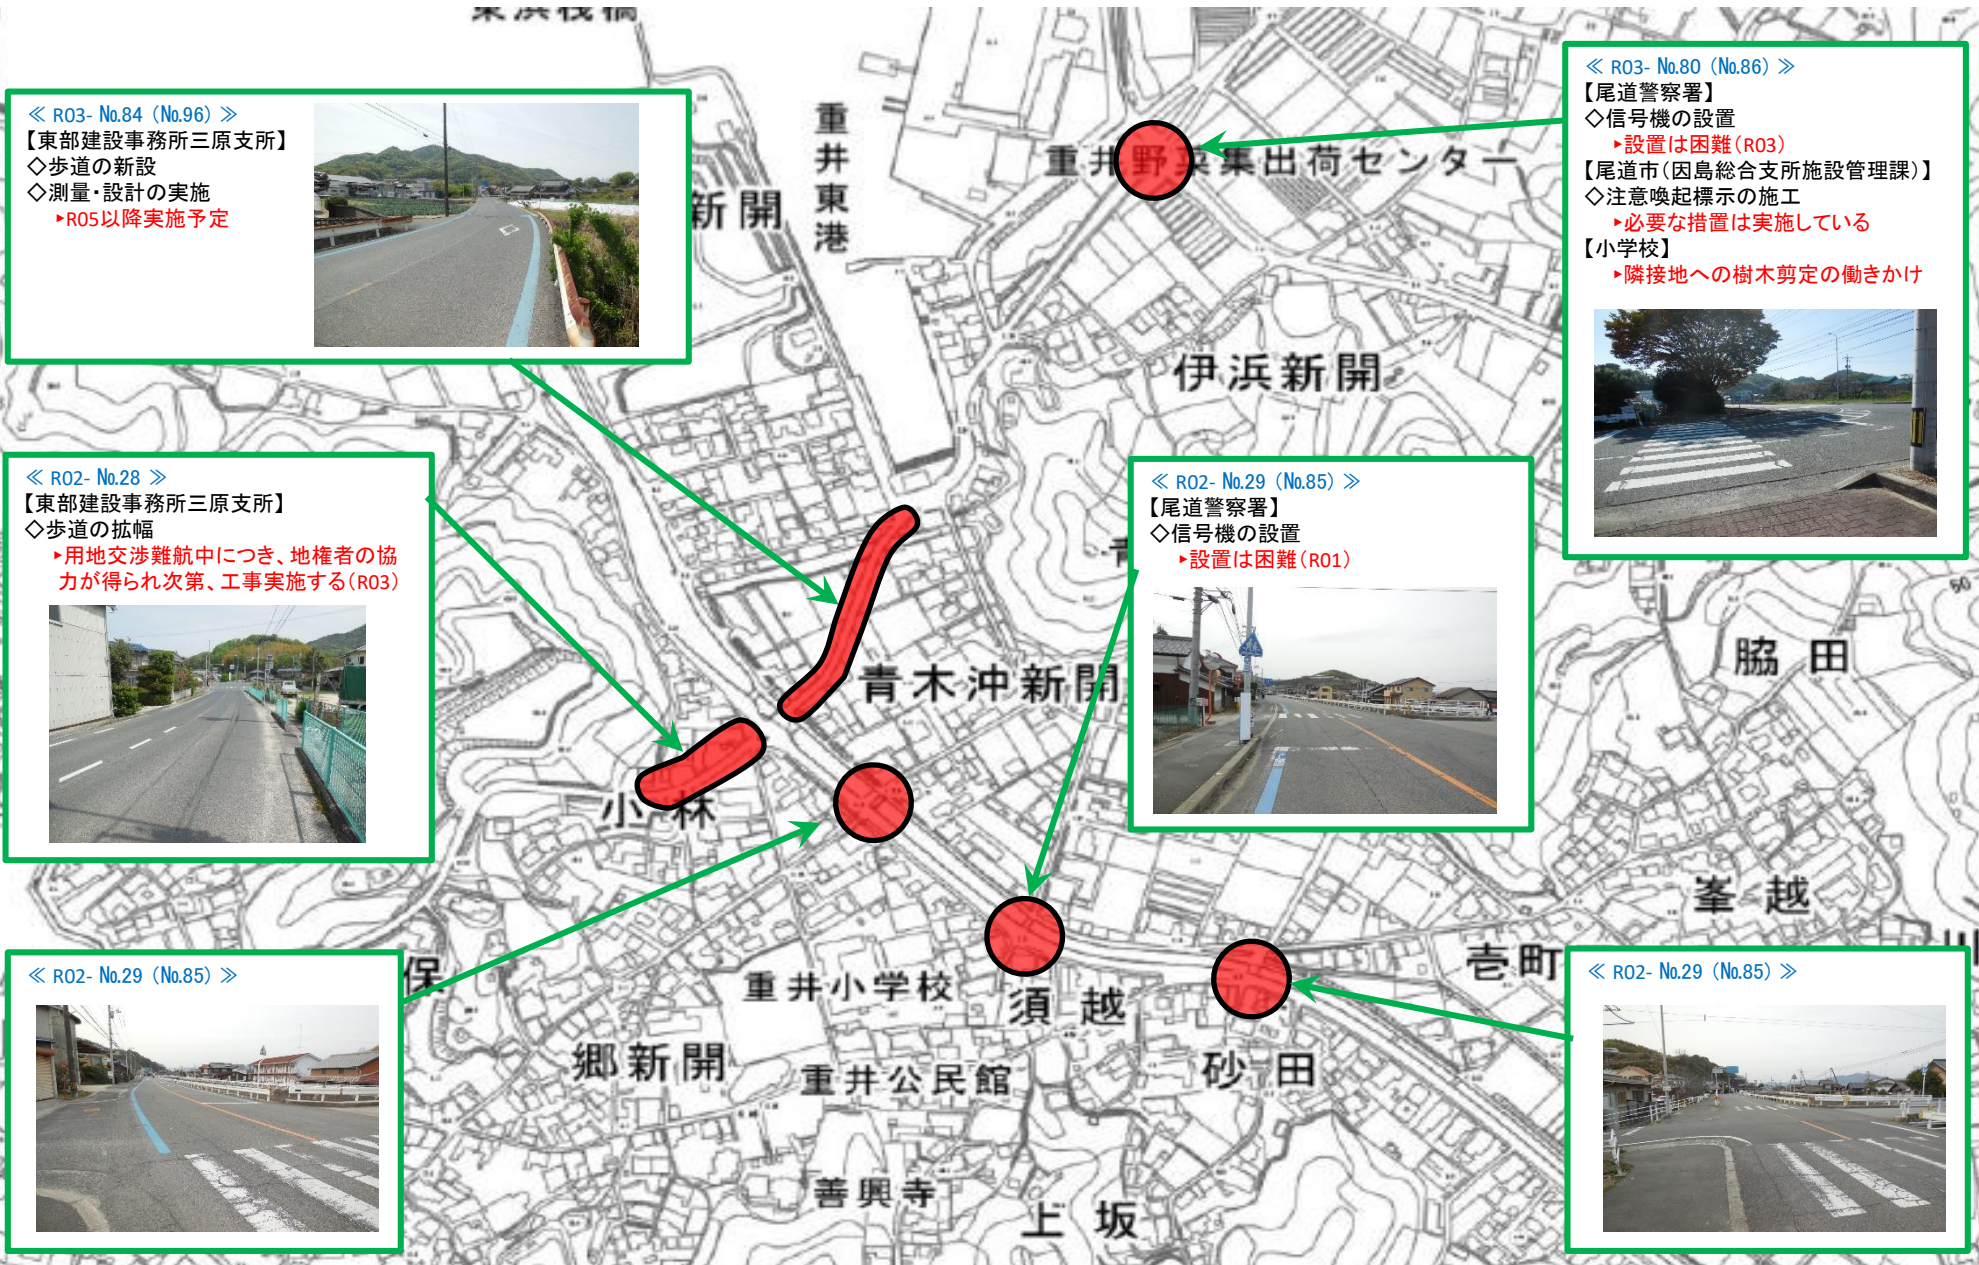 ≪ R03- No.84 (No.96) ≫
【東部建設事務所三原支所】
◇歩道の新設
◇測量・設計の実施
▸R05以降実施予定
≪ R03- No.80 (No.86) ≫
【尾道警察署】
◇信号機の設置
▸設置は困難(R03)
【尾道市(因島総合支所施設管理課)】
◇注意喚起標示の施工
▸必要な措置は実施している
【小学校】
▸隣接地への樹木剪定の働きかけ
≪ R02- No.28 ≫
【東部建設事務所三原支所】
◇歩道の拡幅
▸用地交渉難航中につき、地権者の協
力が得られ次第、工事実施する(R03)
≪ R02- No.29 (No.85) ≫
【尾道警察署】
◇信号機の設置
▸設置は困難(R01)
≪ R02- No.29 (No.85) ≫
≪ R02- No.29 (No.85) ≫
重井東港
新開
重井野菜集出荷センター
伊浜新開
青木沖新開
脇田
小林
峯越
壱町
保
重井小学校
須越
郷新開
重井公民館
砂田
善興寺
上坂
50